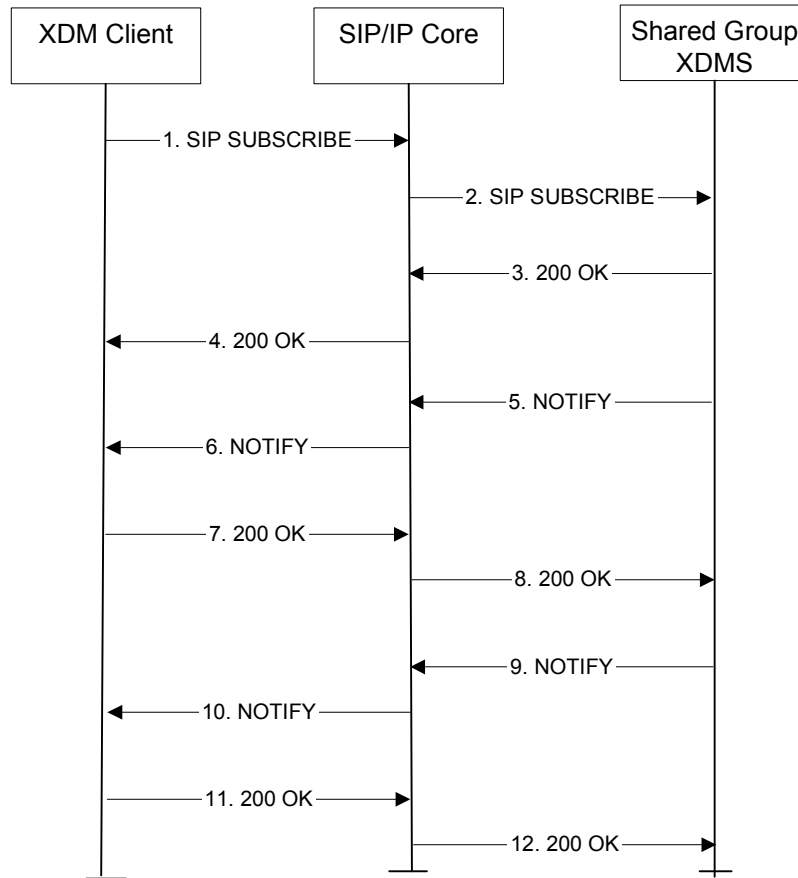 XDM Client
SIP/IP Core
Shared Group
XDMS
1. SIP SUBSCRIBE
2. SIP SUBSCRIBE
3. 200 OK
4. 200 OK
5. NOTIFY
6. NOTIFY
7. 200 OK
8. 200 OK
9. NOTIFY
10. NOTIFY
11. 200 OK
12. 200 OK